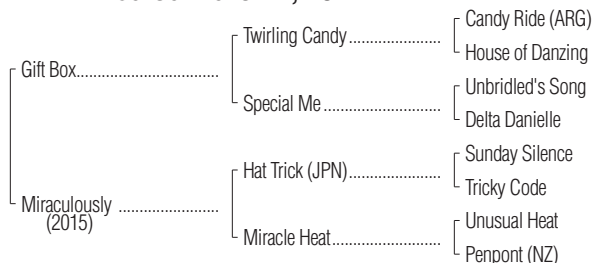 Candy Ride (ARG)
Twirling Candy
House of Danzing
Gift Box
Unbridled's Song
Special Me
Delta Danielle
Sunday Silence
Hat Trick (JPN)
Tricky Code
Miraculously
(2015)
Unusual Heat
Miracle Heat
Penpont (NZ)